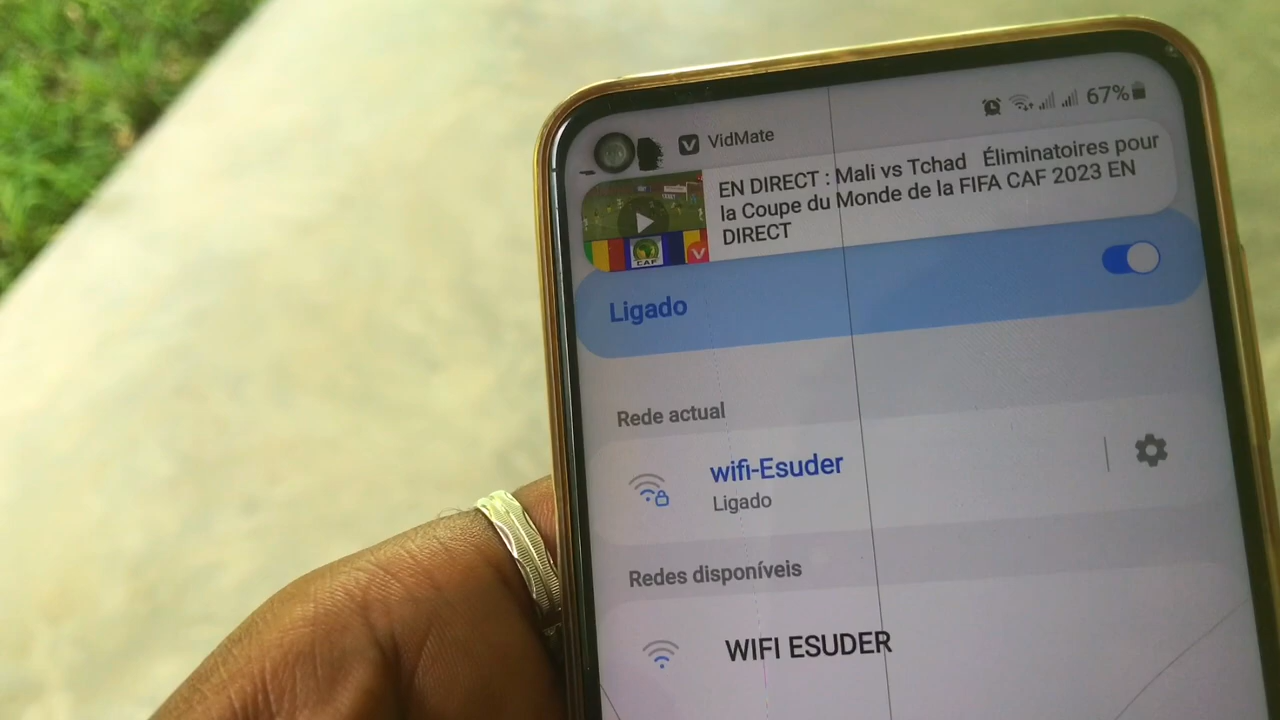 VidMate
67%
EN DIRECT : Mali vs Tchad Éliminatoires pour
la Coupe du Monde de la FIFA CAF 2023 EN
DIRECT
CAF
Ligado
Rede actual
wifi-Esuder
Ligado
Redes disponíveis
WIFI ESUDER